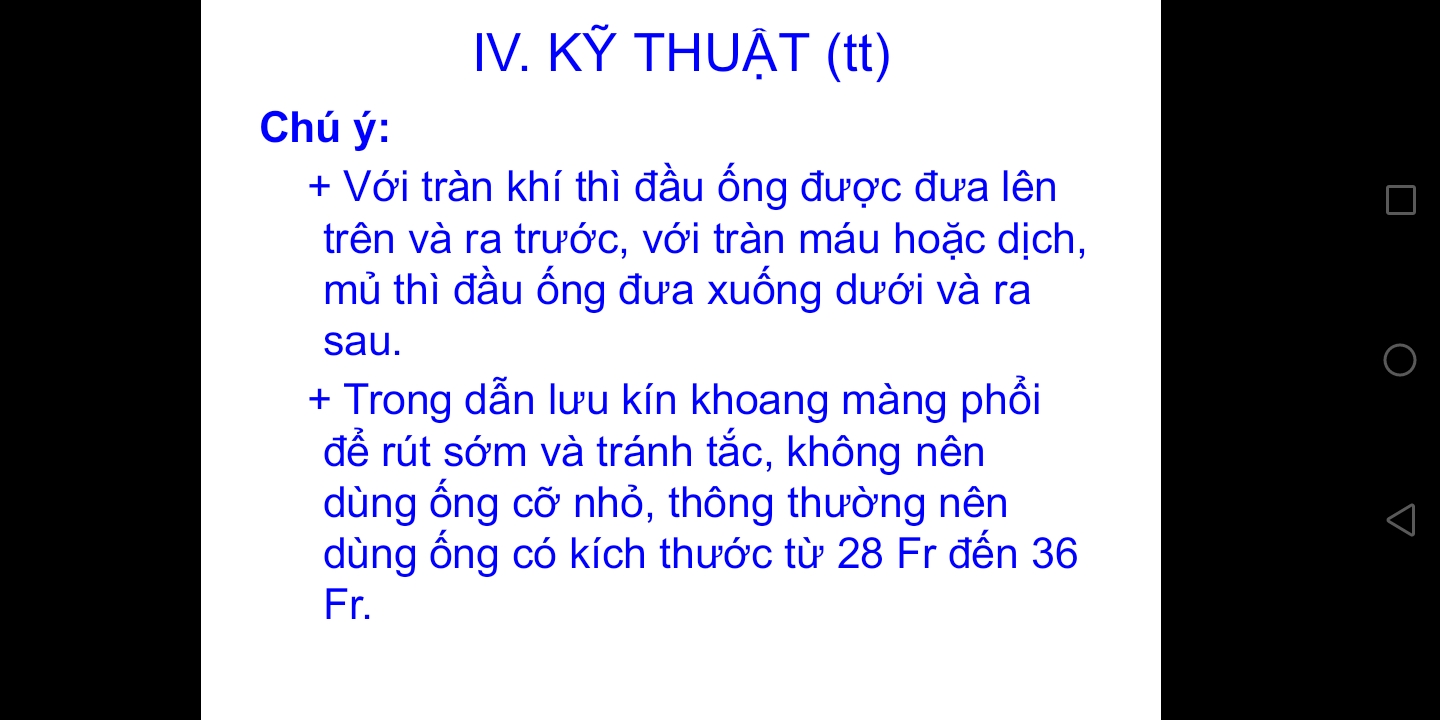 IV. KỸ THUẬT (tt)
Chú ý:
+ Với tràn khí thì đầu ống được đưa lên
trên và ra trước, với tràn máu hoặc dịch,
mủ thì đầu ống đưa xuống dưới và ra
sau.
+ Trong dẫn lưu kín khoang màng phổi
để rút sớm và tránh tắc, không nên
dùng ống cỡ nhỏ, thông thường nên
dùng ống có kích thước từ 28 Fr đến 36
Fr.